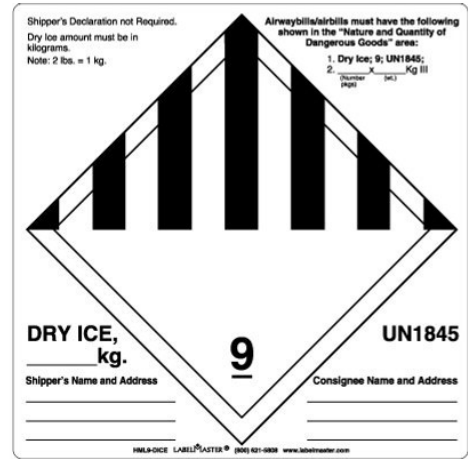 Shipper's Declaration not Required.
Dry Ice amount must be in
kilograms.
Note: 2 lbs. = 1 kg.
Airwaybills/airbills must have the following
shown in the "Nature and Quantity of
Dangerous Goods" area:
1. Dry Ice; 9; UN1845;
2. _____x_____Kg III
(Number pkgs) (wt.)
DRY ICE,
______kg.
9
UN1845
Shipper's Name and Address
Consignee Name and Address
HML9-DICE LABELMASTER® (800) 621-5808 www.labelmaster.com